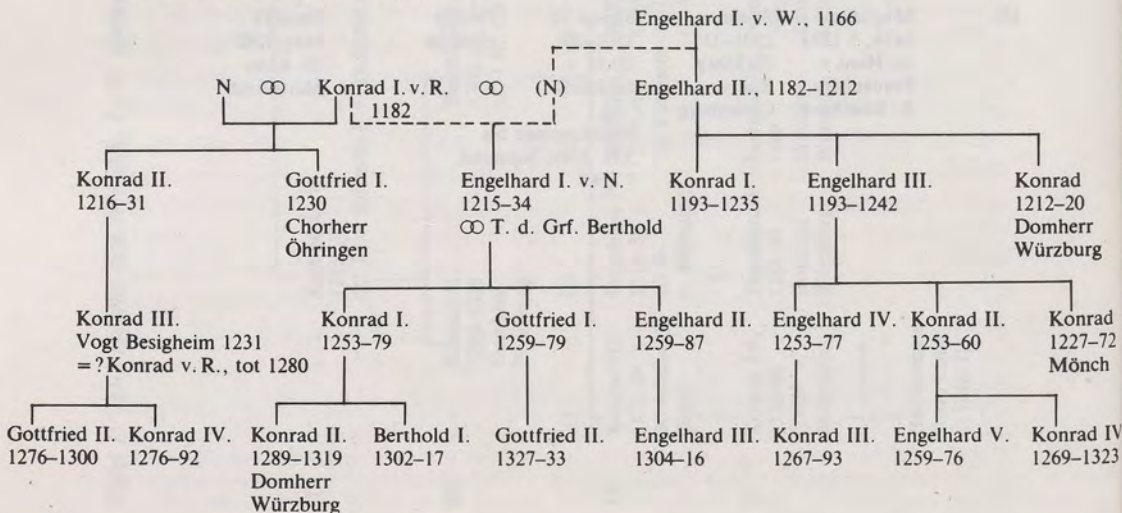 Engelhard I. v. W., 1166
N ꝏ Konrad I. v. R. ꝏ (N) Engelhard II., 1182–1212
1182
Konrad II. Gottfried I. Engelhard I. v. N. Konrad I. Engelhard III. Konrad
1216–31 1230 1215–34 1193–1235 1193–1242 1212–20
Chorherr ꝏ T. d. Grf. Berthold Domherr
Öhringen Würzburg
Konrad III. Konrad I. Gottfried I. Engelhard II. Engelhard IV. Konrad II. Konrad
Vogt Besigheim 1231 1253–79 1259–79 1259–87 1253–77 1253–60 1227–72
= ?Konrad v. R., tot 1280 Mönch
Gottfried II. Konrad IV. Konrad II. Berthold I. Gottfried II. Engelhard III. Konrad III. Engelhard V. Konrad IV
1276–1300 1276–92 1289–1319 1302–17 1327–33 1304–16 1267–93 1259–76 1269–1323
Domherr
Würzburg